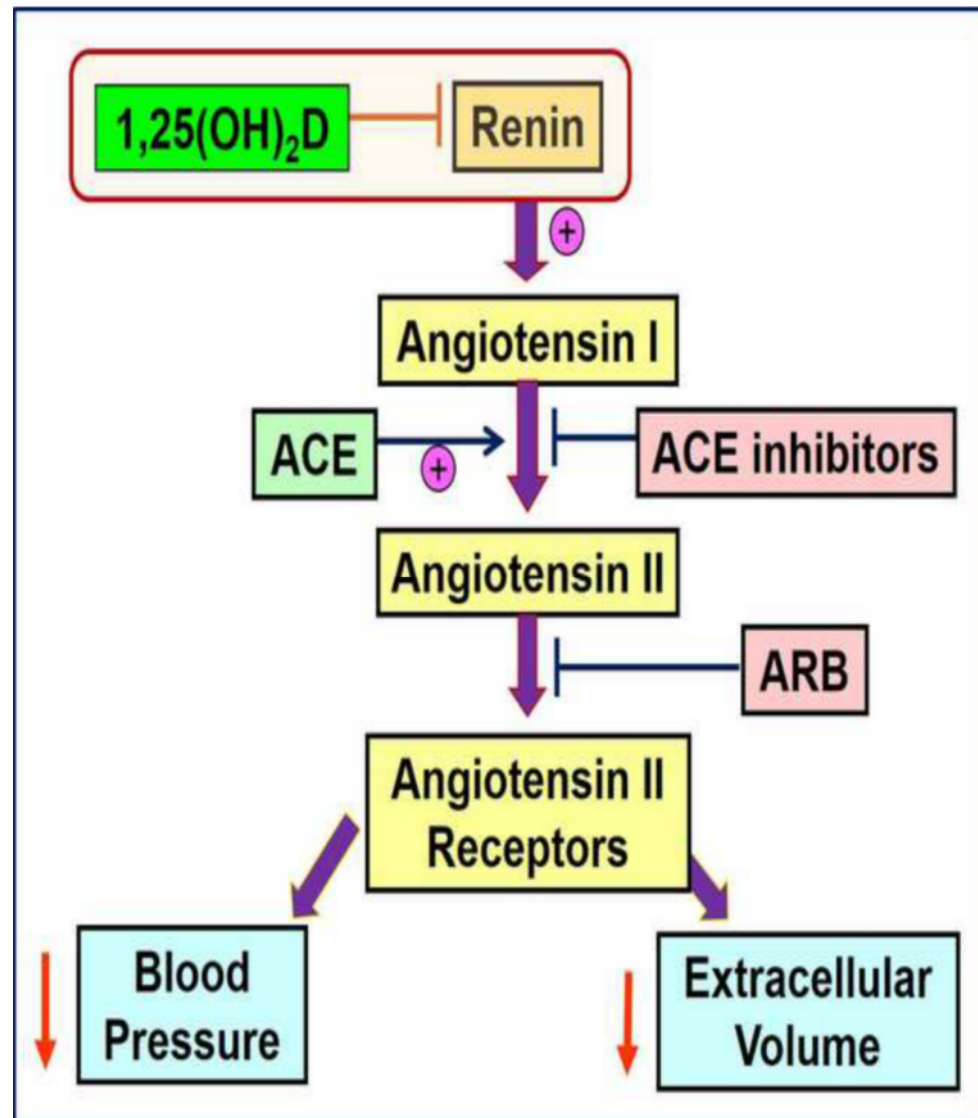 1,25(OH)₂D
Renin
+
Angiotensin I
ACE
+
ACE inhibitors
Angiotensin II
ARB
Angiotensin II
Receptors
Blood
Pressure
Extracellular
Volume